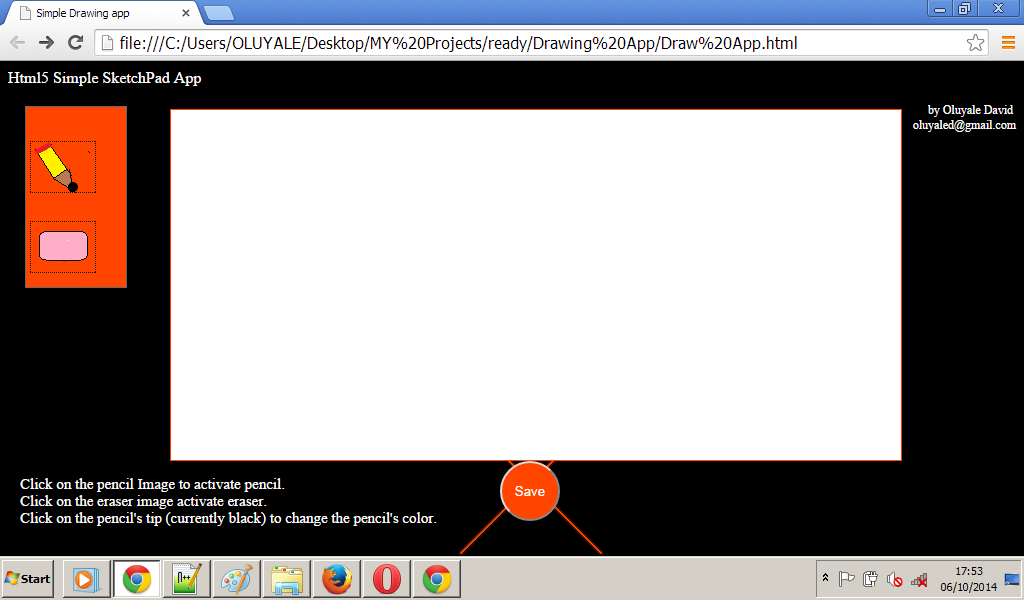 Simple Drawing app
file:///C:/Users/OLUYALE/Desktop/MY%20Projects/ready/Drawing%20App/Draw%20App.html
Html5 Simple SketchPad App
by Oluyale David
oluyaled@gmail.com
Save
Click on the pencil Image to activate pencil.
Click on the eraser image activate eraser.
Click on the pencil's tip (currently black) to change the pencil's color.
Start
17:53
06/10/2014